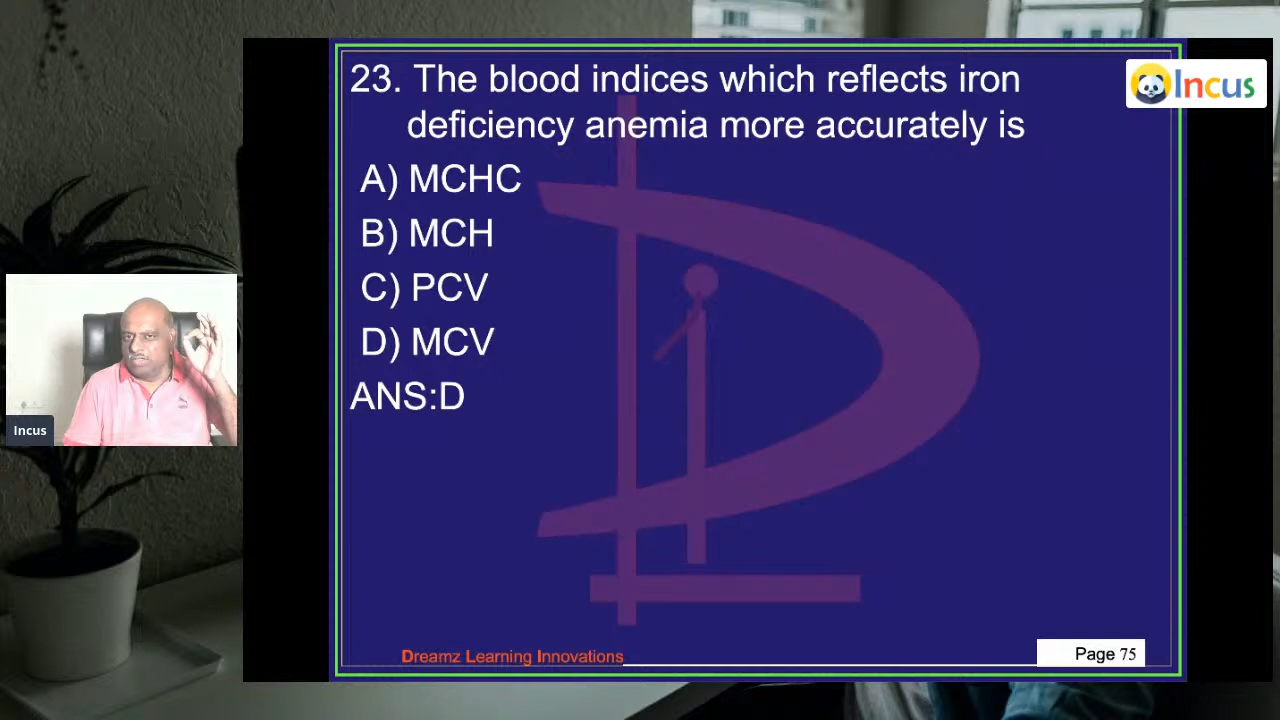 23. The blood indices which reflects iron
deficiency anemia more accurately is
A) MCHC
B) MCH
C) PCV
D) MCV
ANS:D
Incus
Incus
Dreamz Learning Innovations
Page 75